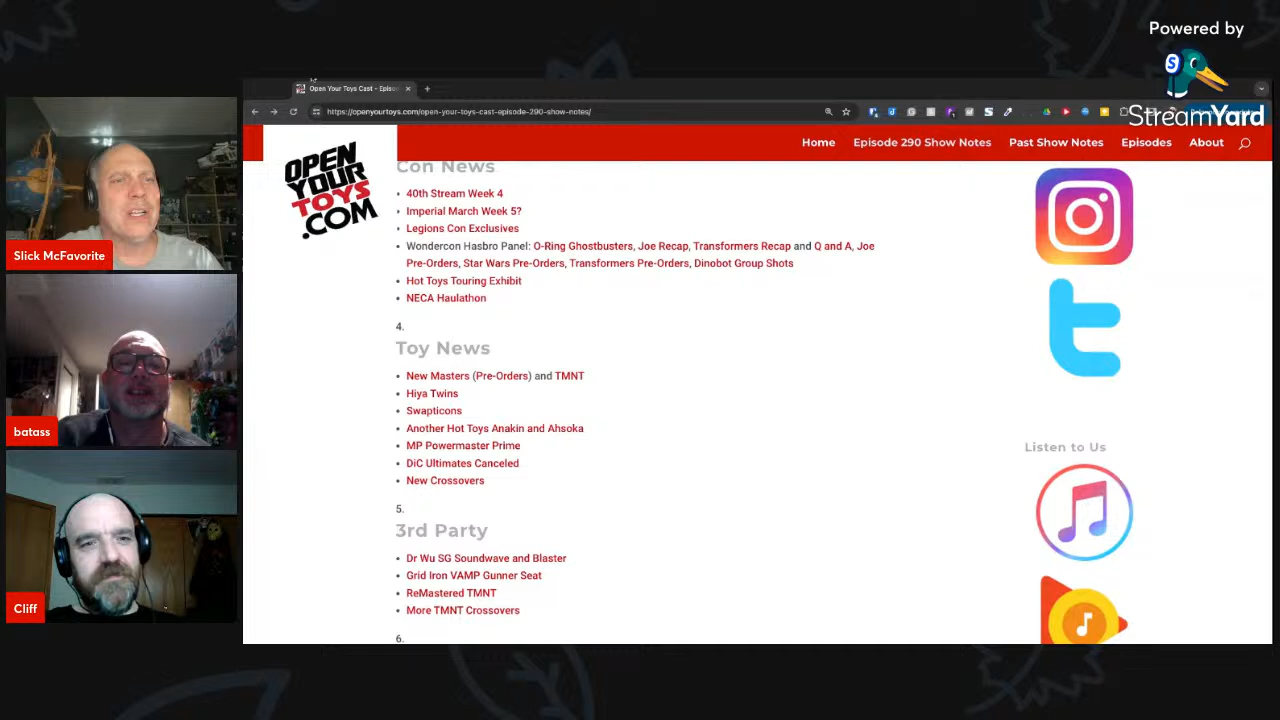 Powered by
StreamYard
Open Your Toys Cast - Episo
https://openyourtoys.com/open-your-toys-cast-episode-290-show-notes/
OPEN
YOUR
TOYS
.COM
Home
Episode 290 Show Notes
Past Show Notes
Episodes
About
Con News
40th Stream Week 4
Imperial March Week 5?
Legions Con Exclusives
Wondercon Hasbro Panel: O-Ring Ghostbusters, Joe Recap, Transformers Recap and Q and A, Joe
Pre-Orders, Star Wars Pre-Orders, Transformers Pre-Orders, Dinobot Group Shots
Hot Toys Touring Exhibit
NECA Haulathon
4.
Toy News
New Masters (Pre-Orders) and TMNT
Hiya Twins
Swapticons
Another Hot Toys Anakin and Ahsoka
MP Powermaster Prime
DiC Ultimates Canceled
New Crossovers
5.
3rd Party
Dr Wu SG Soundwave and Blaster
Grid Iron VAMP Gunner Seat
ReMastered TMNT
More TMNT Crossovers
6.
Listen to Us
Slick McFavorite
batass
Cliff